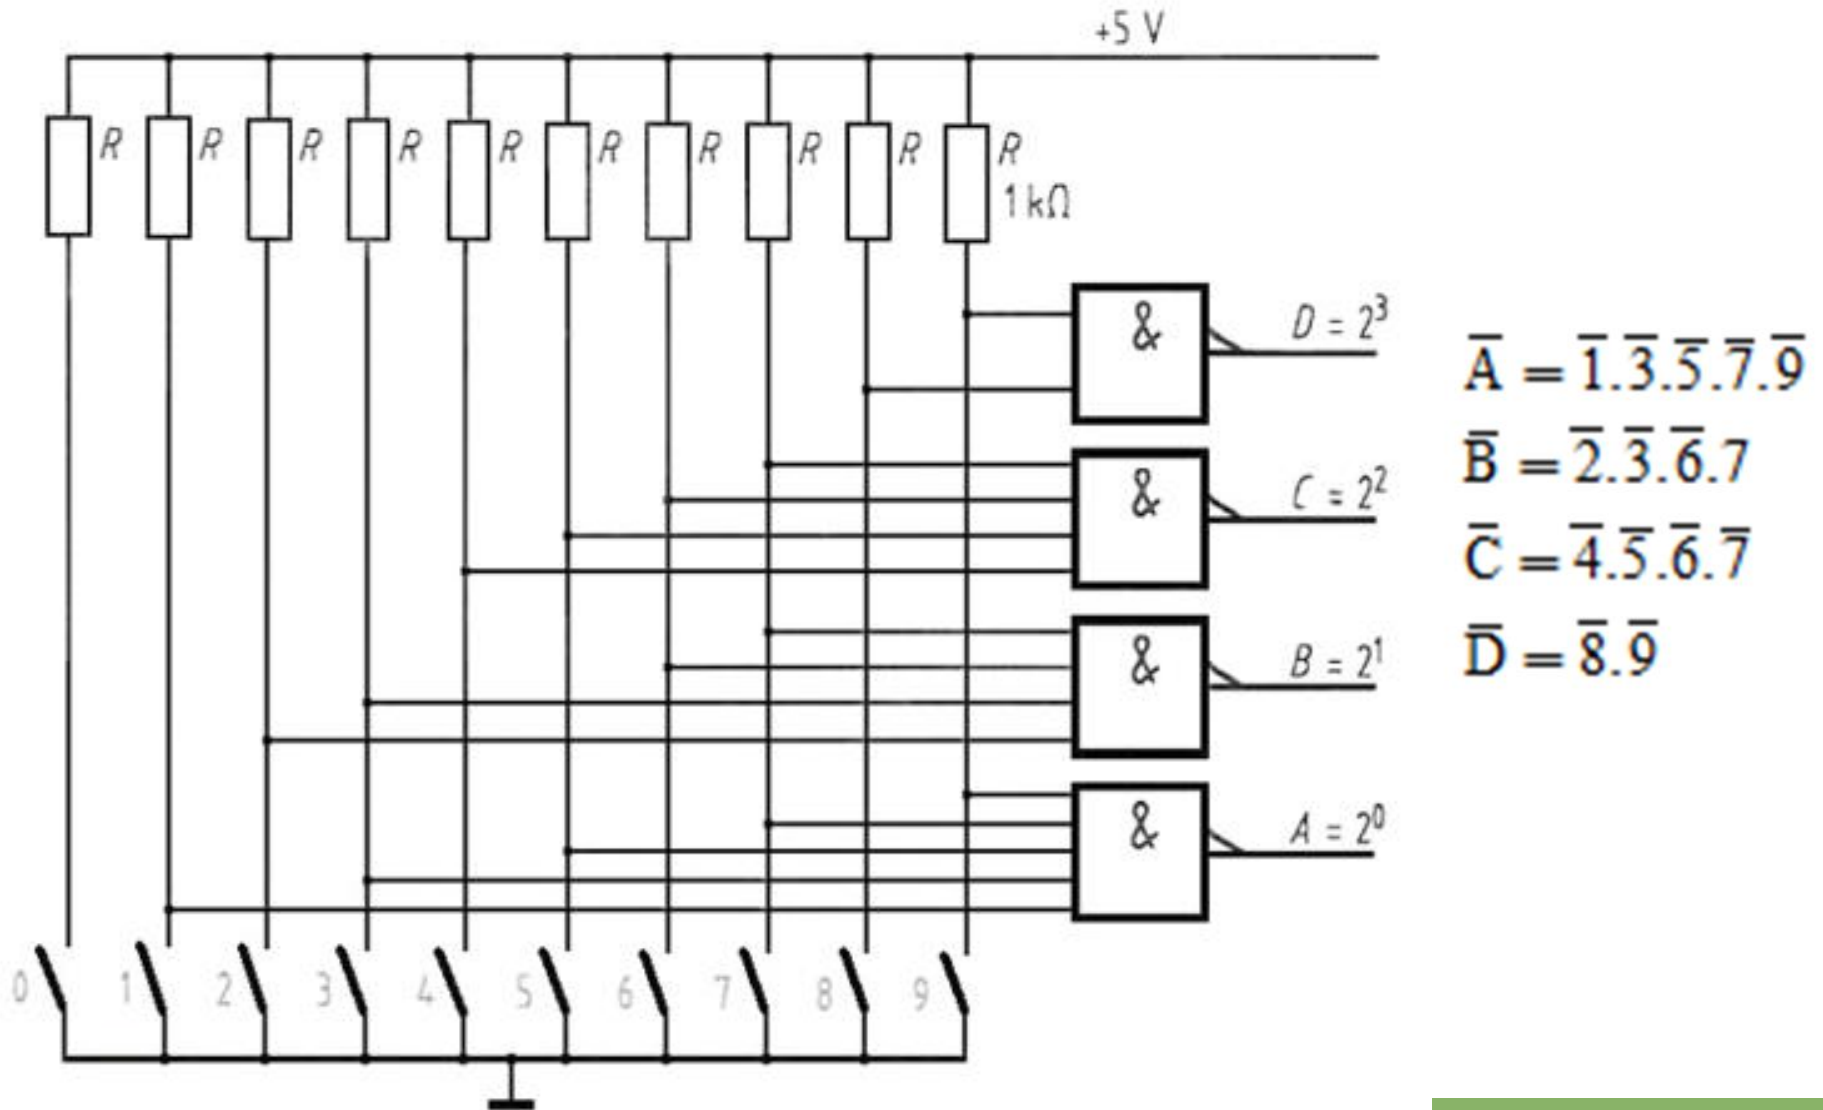 +5 V
R R R R R R R R R R
1 kΩ
& D = 2³
& C = 2²
& B = 2¹
& A = 2⁰
A̅ = 1̅.3̅.5̅.7̅.9̅
B̅ = 2̅.3̅.6̅.7
C̅ = 4̅.5̅.6̅.7̅
D̅ = 8̅.9̅
0 1 2 3 4 5 6 7 8 9